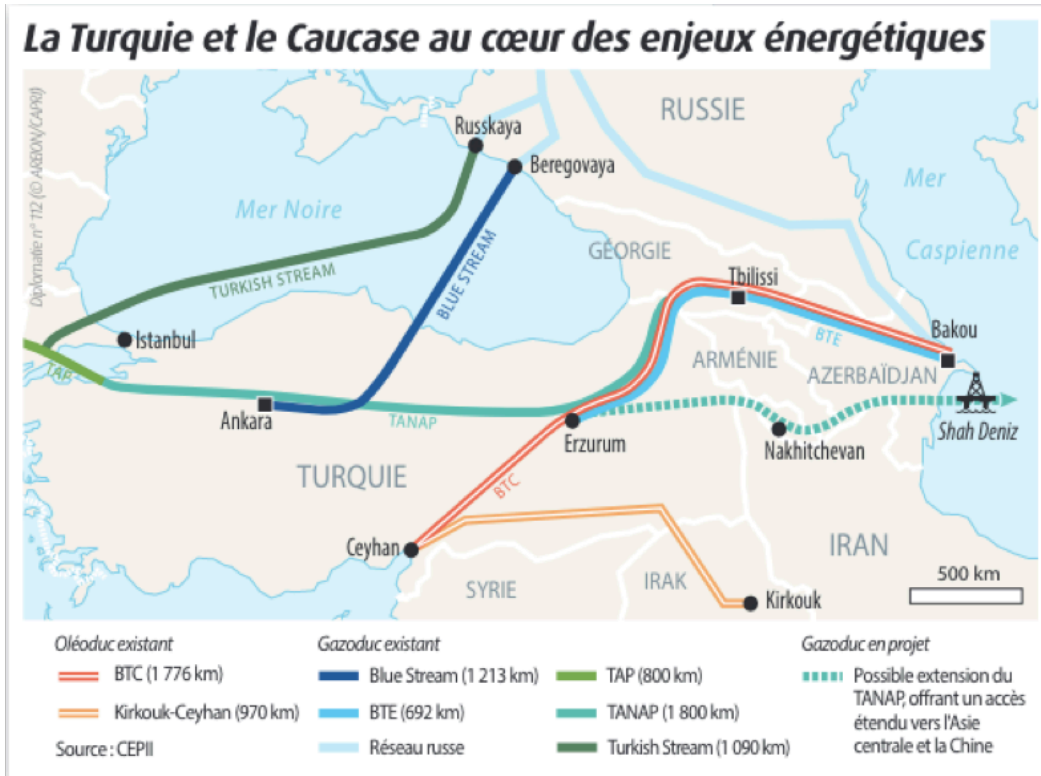 La Turquie et le Caucase au cœur des enjeux énergétiques
Diplomatie n° 112 (© AREION/CAPRI)
RUSSIE
Russkaya
Beregovaya
Mer
Caspienne
Mer Noire
GÉORGIE
TURKISH STREAM
BLUE STREAM
Tbilissi
Istanbul
BTE
Bakou
TAP
ARMÉNIE
AZERBAÏDJAN
Ankara
TANAP
Erzurum
Nakhitchevan
Shah Deniz
TURQUIE
BTC
Ceyhan
IRAN
SYRIE
IRAK
Kirkouk
500 km
Oléoduc existant
BTC (1 776 km)
Kirkouk-Ceyhan (970 km)
Source : CEPII
Gazoduc existant
Blue Stream (1 213 km)
BTE (692 km)
Réseau russe
TAP (800 km)
TANAP (1 800 km)
Turkish Stream (1 090 km)
Gazoduc en projet
Possible extension du
TANAP, offrant un accès
étendu vers l'Asie
centrale et la Chine